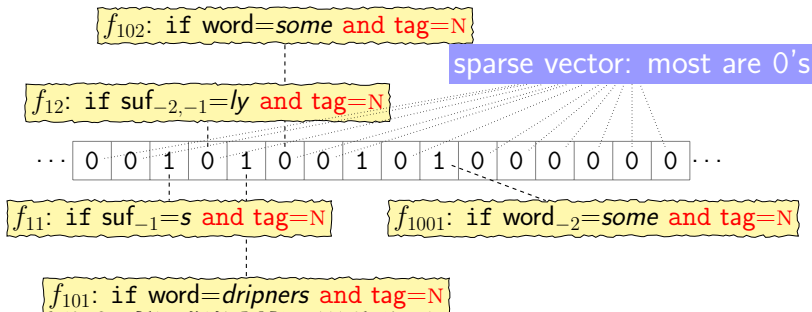 f102: if word=some and tag=N
sparse vector: most are 0's
f12: if suf−2,−1=ly and tag=N
··· 0 0 1 0 1 0 0 1 0 1 0 0 0 0 0 0 ···
f11: if suf−1=s and tag=N
f1001: if word−2=some and tag=N
f101: if word=dripners and tag=N